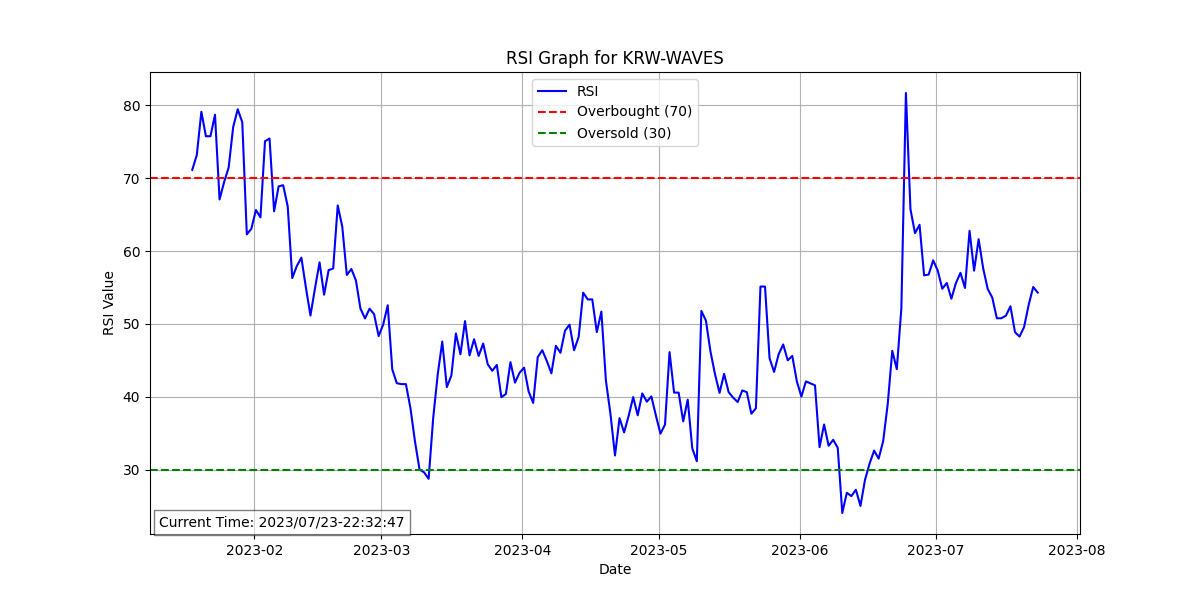 RSI Graph for KRW-WAVES
RSI
Overbought (70)
Oversold (30)
RSI Value
80
70
60
50
40
30
Current Time: 2023/07/23-22:32:47
2023-02 2023-03 2023-04 2023-05 2023-06 2023-07 2023-08
Date